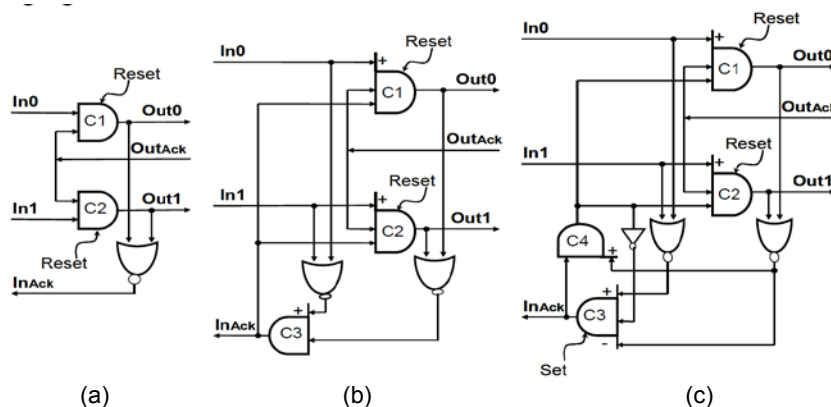 Reset
In0
C1
Out0
OutAck
In1
C2
Out1
Reset
InAck
(a)
In0
+
Reset
C1
Out0
OutAck
In1
+
Reset
C2
Out1
+
C3
InAck
(b)
In0
+
Reset
C1
Out0
OutAck
In1
+
Reset
C2
Out1
C4
+
+
InAck
C3
-
Set
(c)